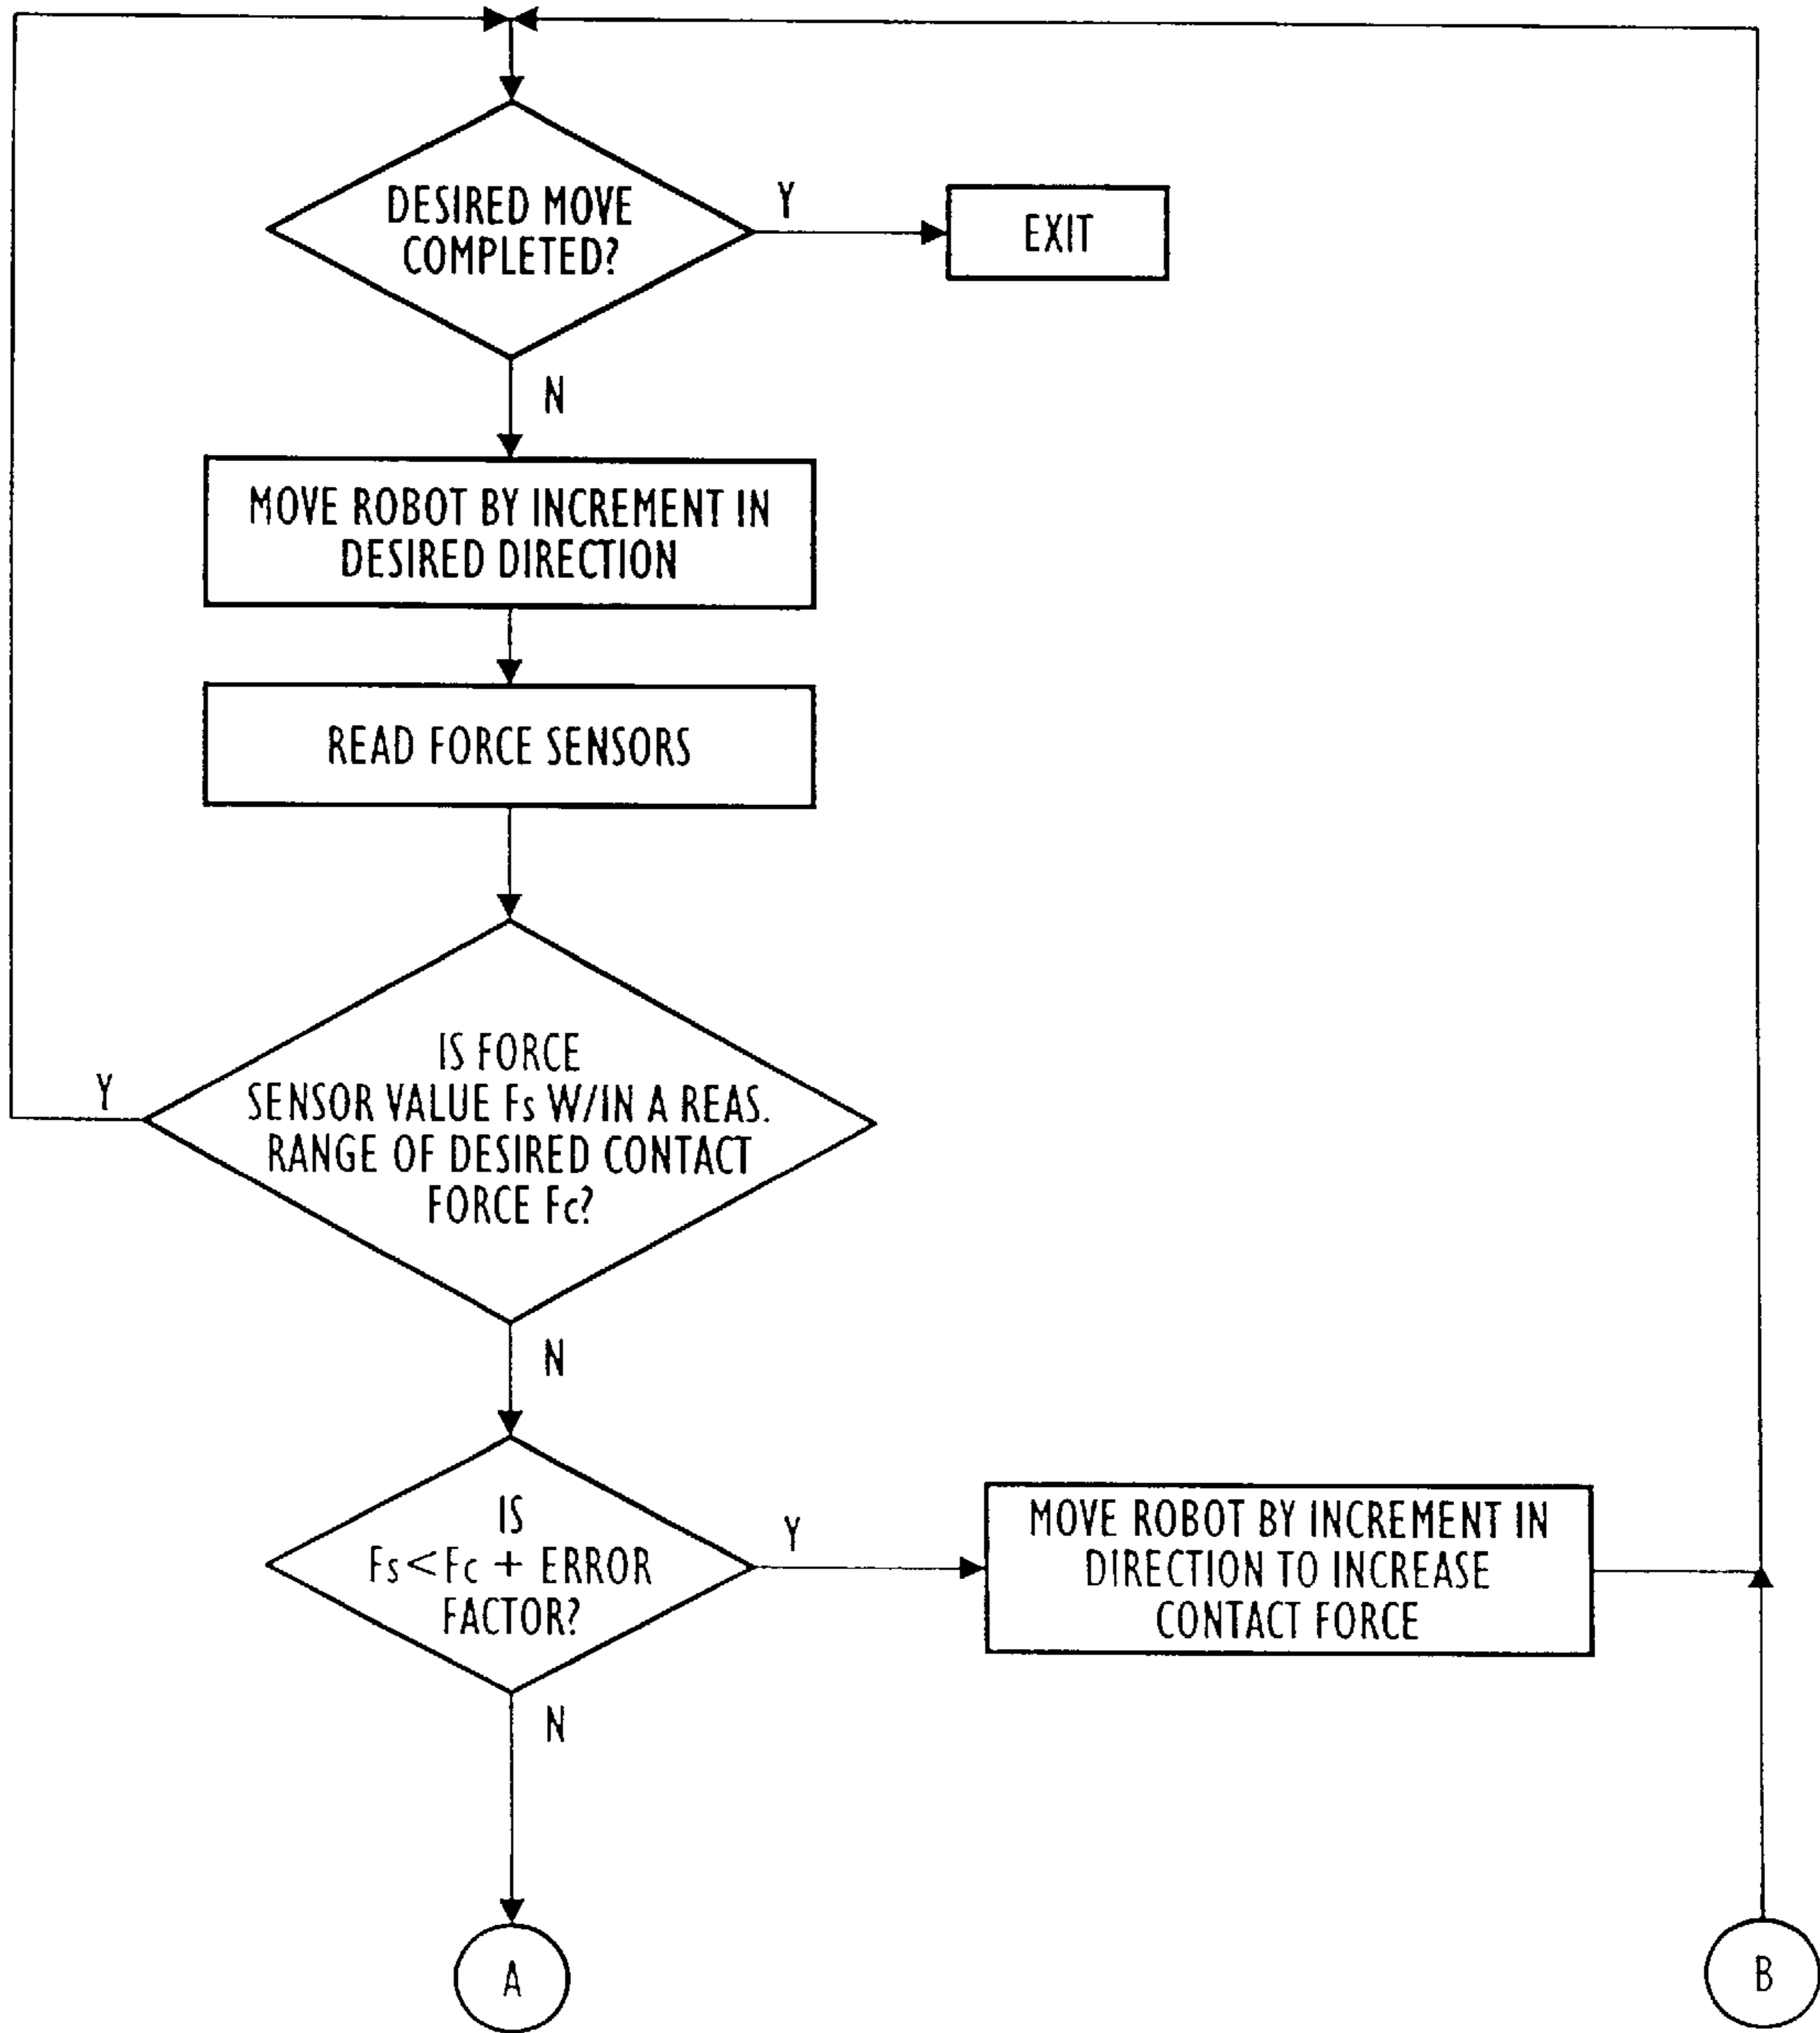 DESIRED MOVE
COMPLETED?
Y
EXIT
N
MOVE ROBOT BY INCREMENT IN
DESIRED DIRECTION
READ FORCE SENSORS
IS FORCE
SENSOR VALUE Fs W/IN A REAS.
RANGE OF DESIRED CONTACT
FORCE Fc?
Y
N
IS
Fs<Fc + ERROR
FACTOR?
Y
MOVE ROBOT BY INCREMENT IN
DIRECTION TO INCREASE
CONTACT FORCE
N
A
B